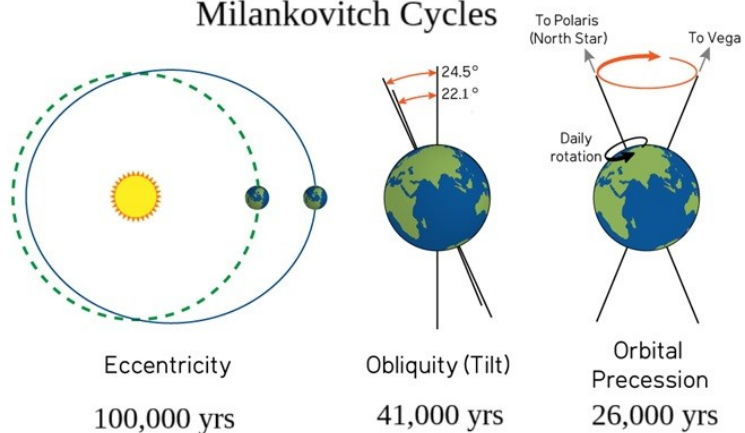 Milankovitch Cycles
24.5°
22.1°
To Polaris
(North Star)
To Vega
Daily
rotation
Eccentricity
100,000 yrs
Obliquity (Tilt)
41,000 yrs
Orbital
Precession
26,000 yrs